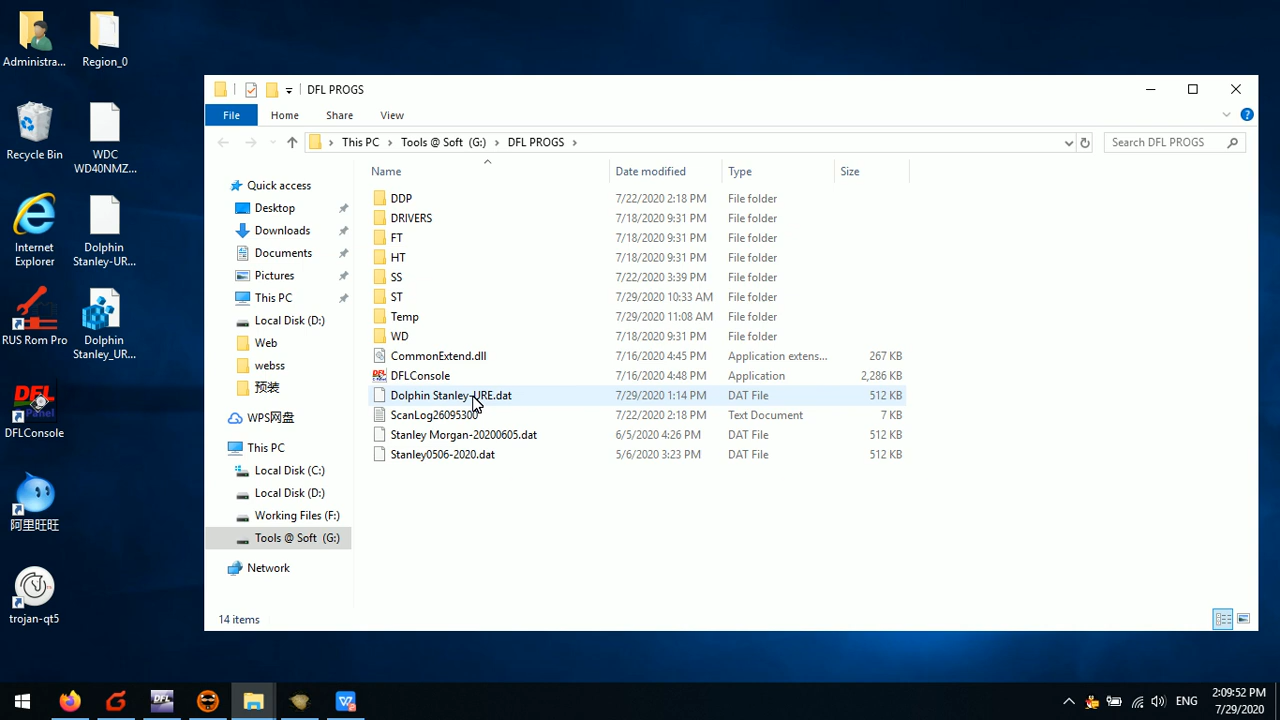 Administra...
Region_0
Recycle Bin
WDC
WD40NMZ...
Internet
Explorer
Dolphin
Stanley-UR...
RUS Rom Pro
Dolphin
Stanley_UR...
DFL
Panel
DFLConsole
阿里旺旺
trojan-qt5
DFL PROGS
File
Home
Share
View
This PC
Tools @ Soft (G:)
DFL PROGS
Search DFL PROGS
Quick access
Desktop
Downloads
Documents
Pictures
This PC
Local Disk (D:)
Web
webss
预装
WPS网盘
This PC
Local Disk (C:)
Local Disk (D:)
Working Files (F:)
Tools @ Soft (G:)
Network
Name Date modified Type Size
DDP 7/22/2020 2:18 PM File folder
DRIVERS 7/18/2020 9:31 PM File folder
FT 7/18/2020 9:31 PM File folder
HT 7/18/2020 9:31 PM File folder
SS 7/22/2020 3:39 PM File folder
ST 7/29/2020 10:33 AM File folder
Temp 7/29/2020 11:08 AM File folder
WD 7/18/2020 9:31 PM File folder
CommonExtend.dll 7/16/2020 4:45 PM Application extens... 267 KB
DFLConsole 7/16/2020 4:48 PM Application 2,286 KB
Dolphin Stanley-URE.dat 7/29/2020 1:14 PM DAT File 512 KB
ScanLog26095300 7/22/2020 2:18 PM Text Document 7 KB
Stanley Morgan-20200605.dat 6/5/2020 4:26 PM DAT File 512 KB
Stanley0506-2020.dat 5/6/2020 3:23 PM DAT File 512 KB
14 items
DFL
ENG
2:09:52 PM
7/29/2020